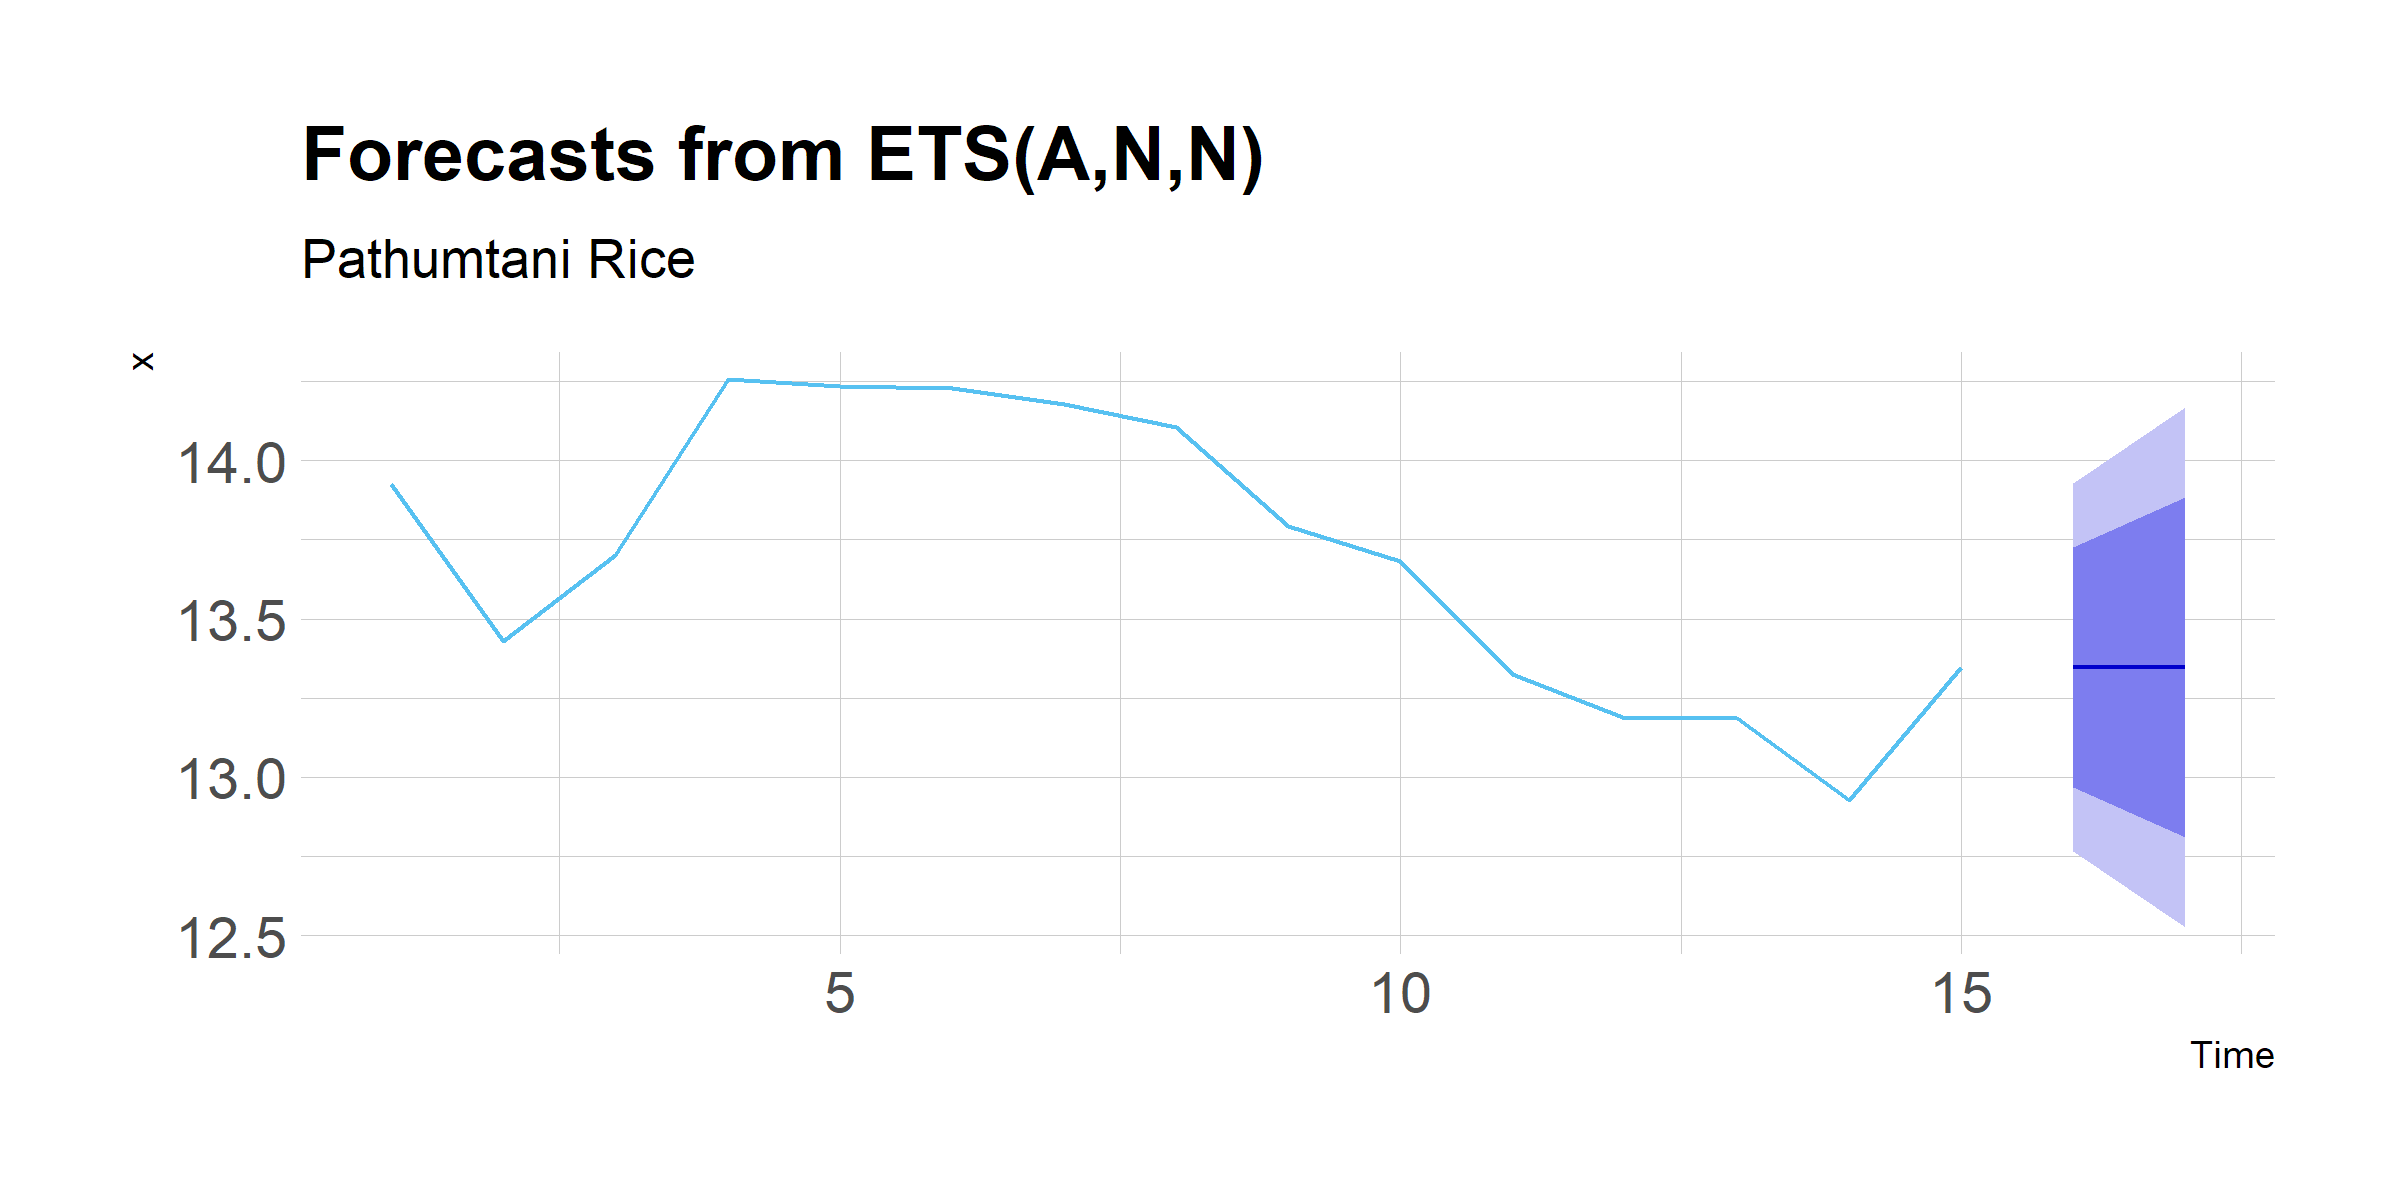 Forecasts from ETS(A,N,N)
Pathumtani Rice
x
14.0
13.5
13.0
12.5
5 10 15
Time